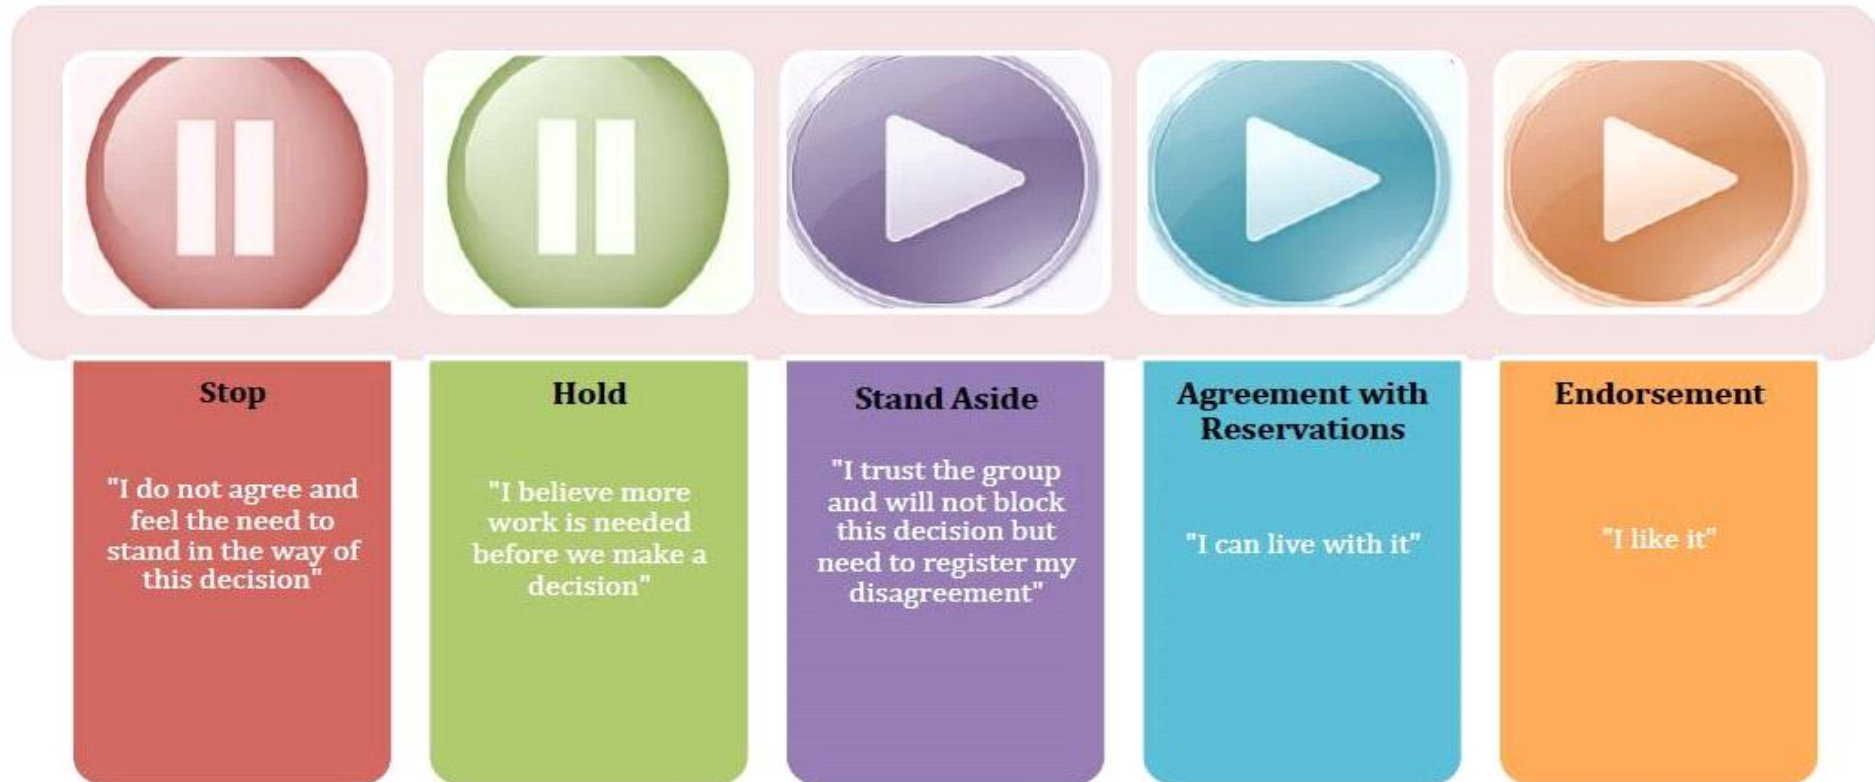 Stop
"I do not agree and
feel the need to
stand in the way of
this decision"
Hold
"I believe more
work is needed
before we make a
decision"
Stand Aside
"I trust the group
and will not block
this decision but
need to register my
disagreement"
Agreement with
Reservations
"I can live with it"
Endorsement
"I like it"